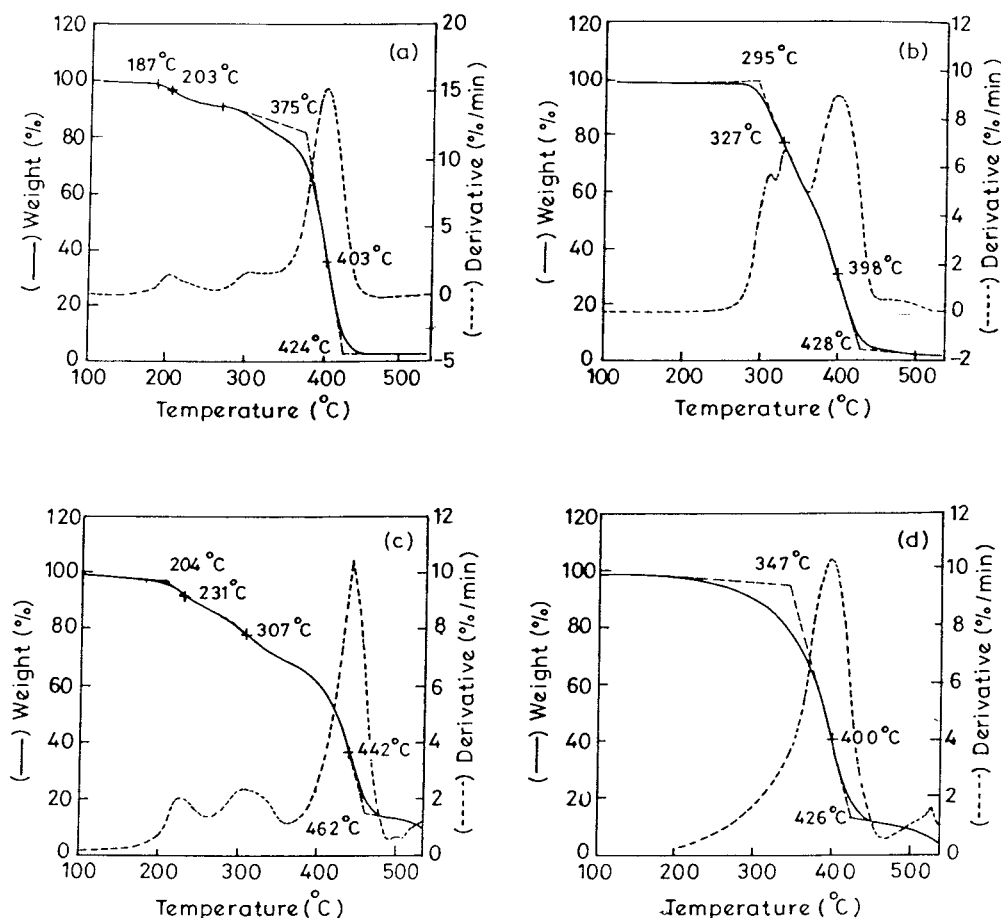 (a)
120
100
80
60
40
20
0
(——) Weight (%)
187°C
203°C
375°C
403°C
424°C
20
15
10
5
0
-5
(-----) Derivative (%/min)
100 200 300 400 500
Temperature (°C)
(b)
120
100
80
60
40
20
0
(——) Weight (%)
295°C
327°C
398°C
428°C
12
10
8
6
4
2
0
-2
(-----) Derivative (%/min)
100 200 300 400 500
Temperature (°C)
(c)
120
100
80
60
40
20
0
(——) Weight (%)
204°C
231°C
307°C
442°C
462°C
12
10
8
6
4
2
0
(-----) Derivative (%/min)
100 200 300 400 500
Temperature (°C)
(d)
120
100
80
60
40
20
0
(——) Weight (%)
347°C
400°C
426°C
12
10
8
6
4
2
0
(-----) Derivative (%/min)
100 200 300 400 500
Temperature (°C)